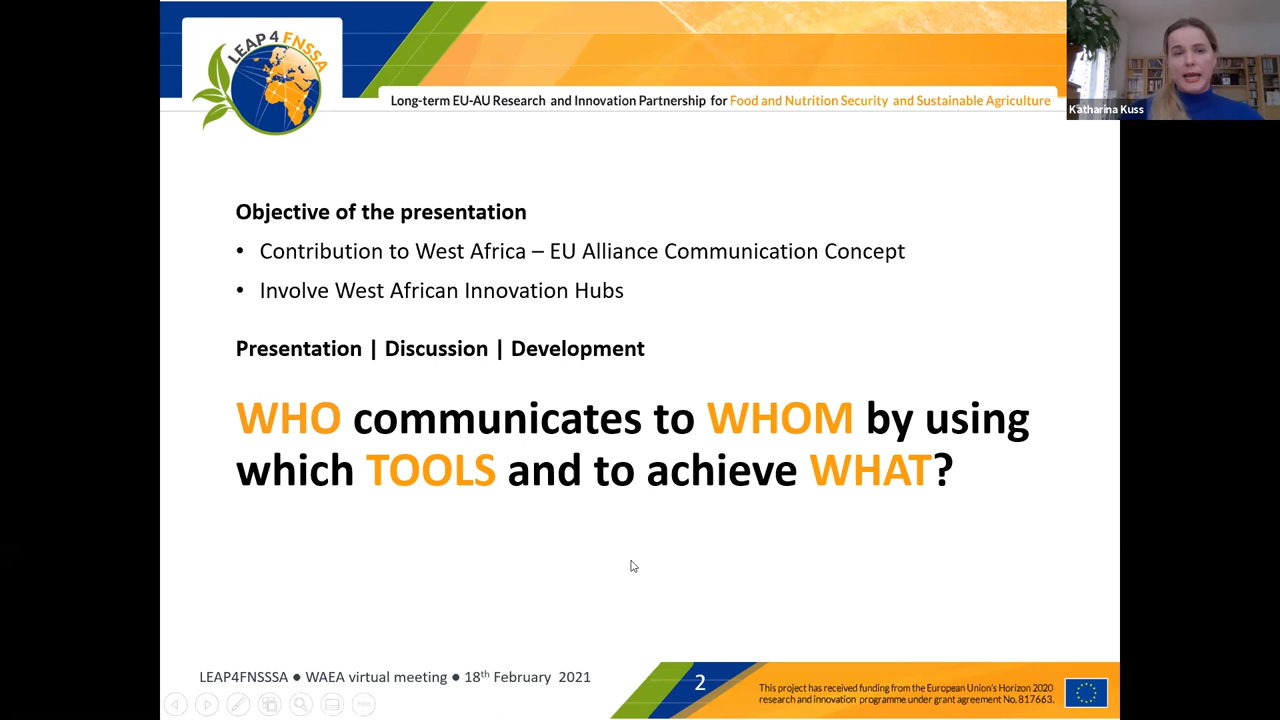 LEAP 4 FNSSA
Long-term EU-AU Research and Innovation Partnership for Food and Nutrition Security and Sustainable Agriculture
Katharina Kuss
Objective of the presentation
• Contribution to West Africa – EU Alliance Communication Concept
• Involve West African Innovation Hubs
Presentation | Discussion | Development
WHO communicates to WHOM by using
which TOOLS and to achieve WHAT?
LEAP4FNSSSA ● WAEA virtual meeting ● 18th February 2021
2
This project has received funding from the European Union's Horizon 2020
research and innovation programme under grant agreement No. 817663.